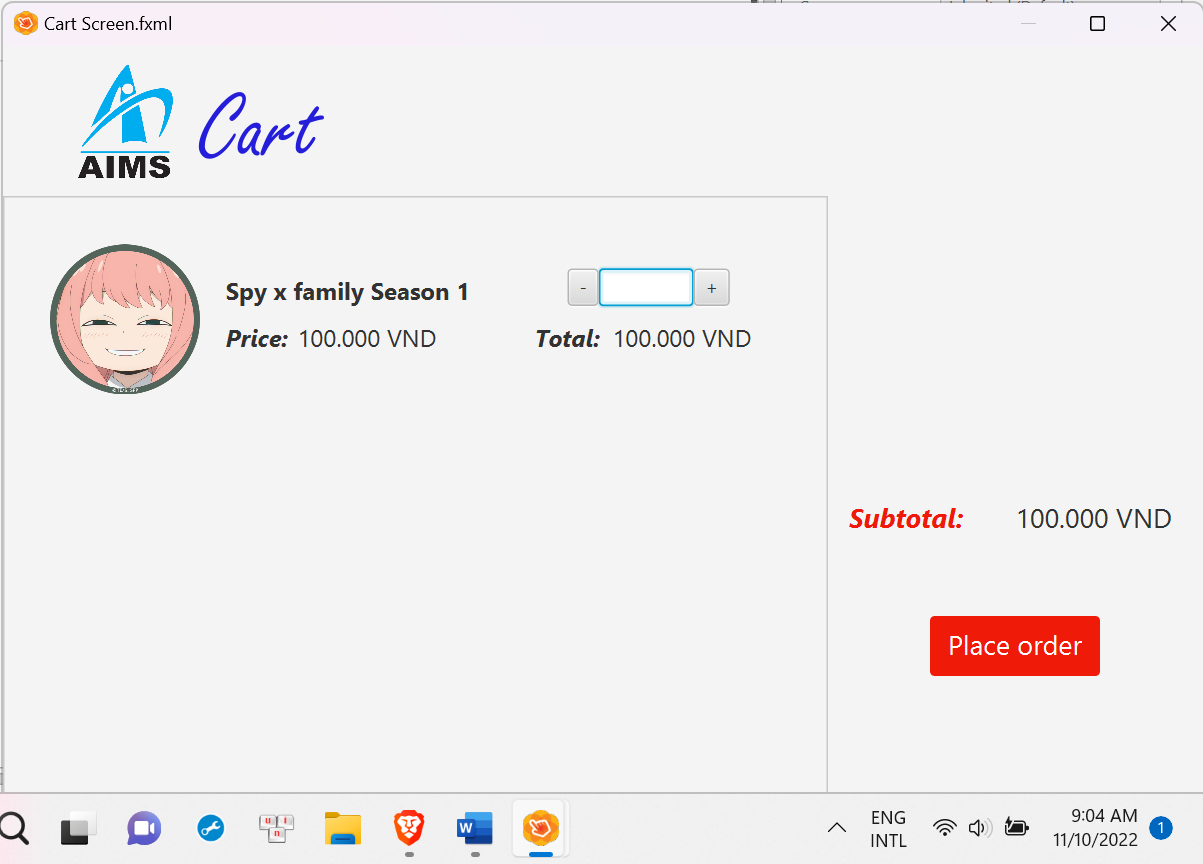 Cart Screen.fxml
AIMS
Cart
Spy x family Season 1
-
+
Price: 100.000 VND
Total: 100.000 VND
Subtotal: 100.000 VND
Place order
u i
n
W
ENG
INTL
9:04 AM
11/10/2022
1